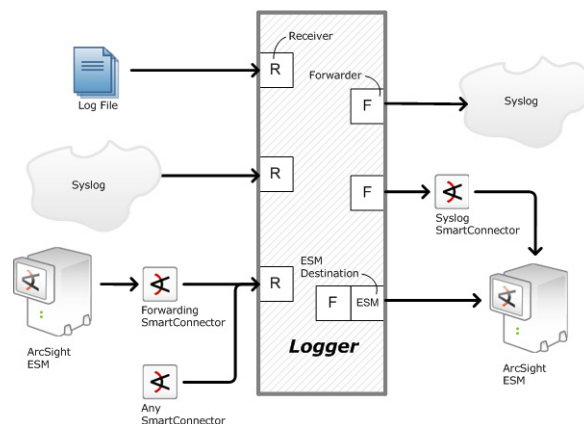 Receiver
R
Log File
Forwarder
F
Syslog
Syslog
R
F
Syslog
SmartConnector
ArcSight
ESM
Forwarding
SmartConnector
R
ESM
Destination
F
ESM
ArcSight
ESM
Any
SmartConnector
Logger